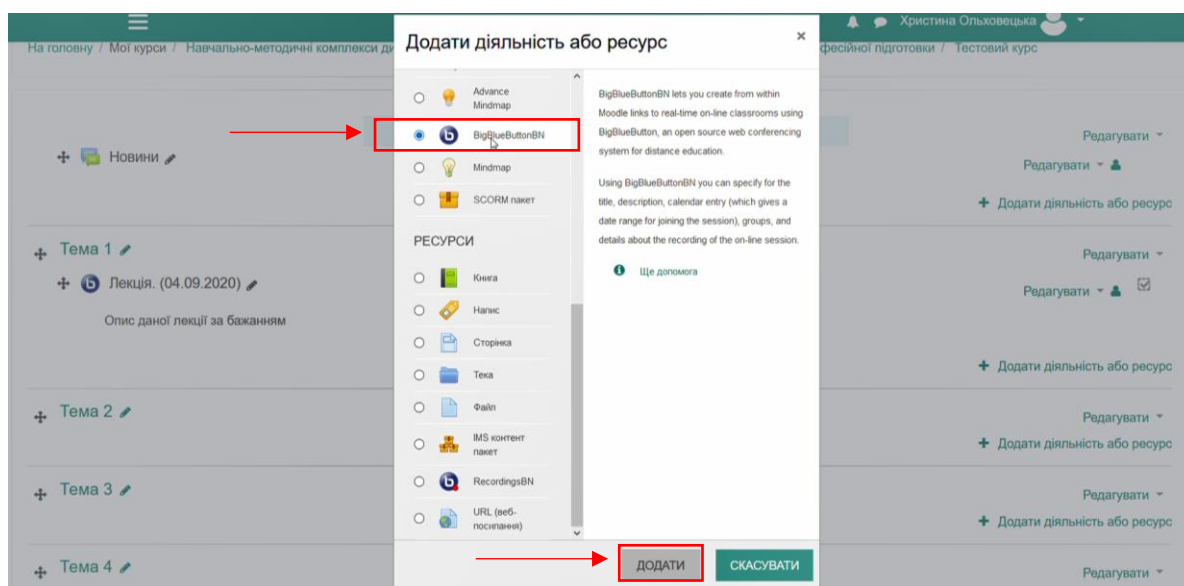 Христина Ольховецька
На головну / Мої курси / Навчально-методичні комплекси ди
есійної підготовки / Тестовий курс
Додати діяльність або ресурс
×
Advance
Mindmap
BigBlueButtonBN
Mindmap
SCORM пакет
РЕСУРСИ
Книга
Напис
Сторінка
Тека
Файл
IMS контент
пакет
RecordingsBN
URL (веб-
посилання)
BigBlueButtonBN lets you create from within
Moodle links to real-time on-line classrooms using
BigBlueButton, an open source web conferencing
system for distance education.
Using BigBlueButtonBN you can specify for the
title, description, calendar entry (which gives a
date range for joining the session), groups, and
details about the recording of the on-line session.
Ще допомога
ДОДАТИ
СКАСУВАТИ
Редагувати
Новини
Редагувати
Додати діяльність або ресурс
Тема 1
Редагувати
Лекція. (04.09.2020)
Редагувати
Опис даної лекції за бажанням
Додати діяльність або ресурс
Тема 2
Редагувати
Додати діяльність або ресурс
Тема 3
Редагувати
Додати діяльність або ресурс
Тема 4
Редагувати